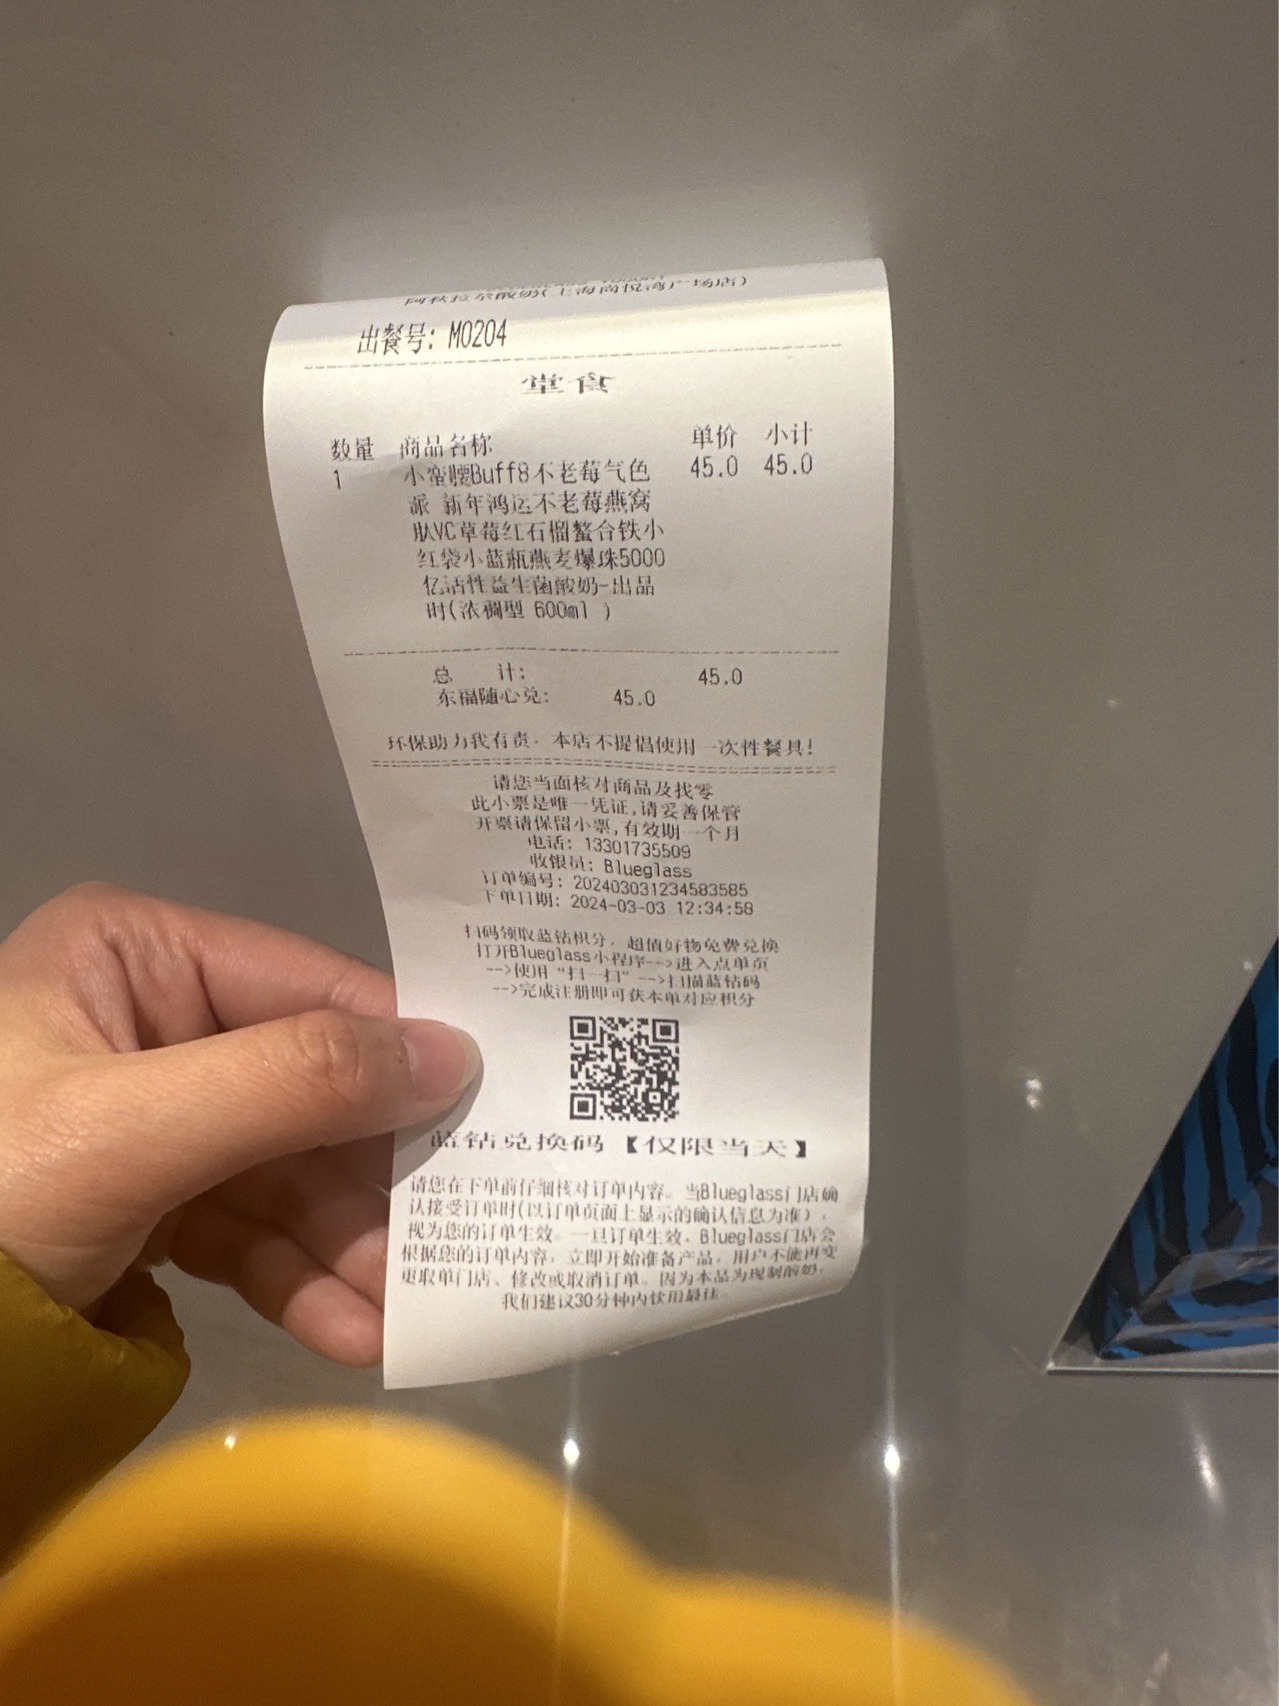 阿秋拉尕酸奶(上海尚悦湾广场店)
出餐号: M0204
堂食
数量 商品名称 单价 小计
1 小蛮腰Buff8不老莓气色 45.0 45.0
派 新年鸿运不老莓燕窝
肽VC草莓红石榴螯合铁小
红袋小蓝瓶燕麦爆珠5000
亿活性益生菌酸奶-出品
时(浓稠型 600ml )
总 计: 45.0
东福随心兑: 45.0
环保助力我有责，本店不提倡使用一次性餐具!
请您当面核对商品及找零
此小票是唯一凭证,请妥善保管
开票请保留小票,有效期一个月
电话: 13301735509
收银员: Blueglass
订单编号: 202403031234583585
下单日期: 2024-03-03 12:34:58
扫码领取蓝钻积分，超值好物免费兑换
打开Blueglass小程序-->进入点单页
-->使用“扫一扫”-->扫描蓝钻码
-->完成注册即可获本单对应积分
蓝钻兑换码【仅限当天】
请您在下单前仔细核对订单内容。当Blueglass门店确
认接受订单时(以订单页面上显示的确认信息为准)，
视为您的订单生效。一旦订单生效，Blueglass门店会
根据您的订单内容，立即开始准备产品，用户不能再变
更取单门店、修改或取消订单。因为本品为现制酸奶，
我们建议30分钟内饮用最佳